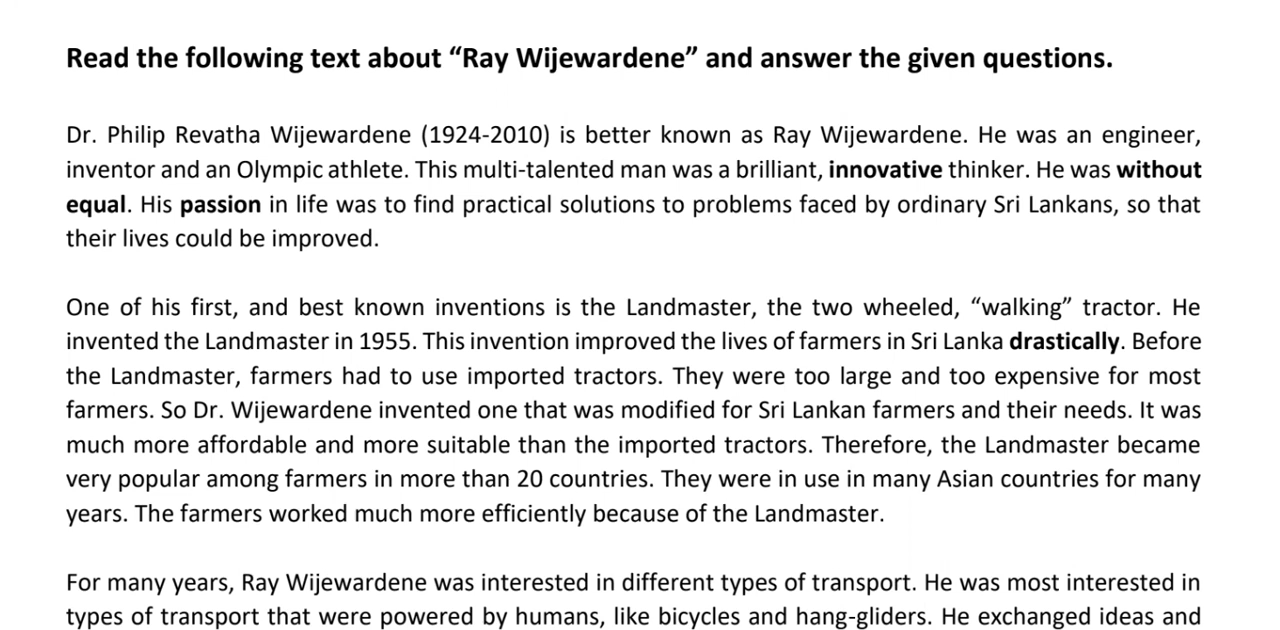 Read the following text about “Ray Wijewardene” and answer the given questions.
Dr. Philip Revatha Wijewardene (1924-2010) is better known as Ray Wijewardene. He was an engineer,
inventor and an Olympic athlete. This multi-talented man was a brilliant, innovative thinker. He was without
equal. His passion in life was to find practical solutions to problems faced by ordinary Sri Lankans, so that
their lives could be improved.
One of his first, and best known inventions is the Landmaster, the two wheeled, “walking” tractor. He
invented the Landmaster in 1955. This invention improved the lives of farmers in Sri Lanka drastically. Before
the Landmaster, farmers had to use imported tractors. They were too large and too expensive for most
farmers. So Dr. Wijewardene invented one that was modified for Sri Lankan farmers and their needs. It was
much more affordable and more suitable than the imported tractors. Therefore, the Landmaster became
very popular among farmers in more than 20 countries. They were in use in many Asian countries for many
years. The farmers worked much more efficiently because of the Landmaster.
For many years, Ray Wijewardene was interested in different types of transport. He was most interested in
types of transport that were powered by humans, like bicycles and hang-gliders. He exchanged ideas and